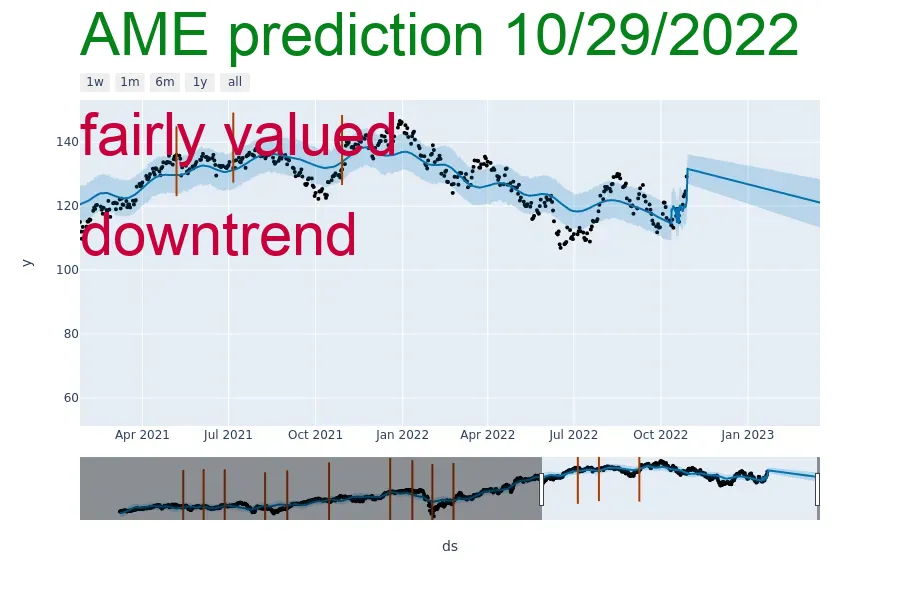 AME prediction 10/29/2022
1w 1m 6m 1y all
fairly valued
downtrend
140
120
100
80
60
y
Apr 2021 Jul 2021 Oct 2021 Jan 2022 Apr 2022 Jul 2022 Oct 2022 Jan 2023
ds